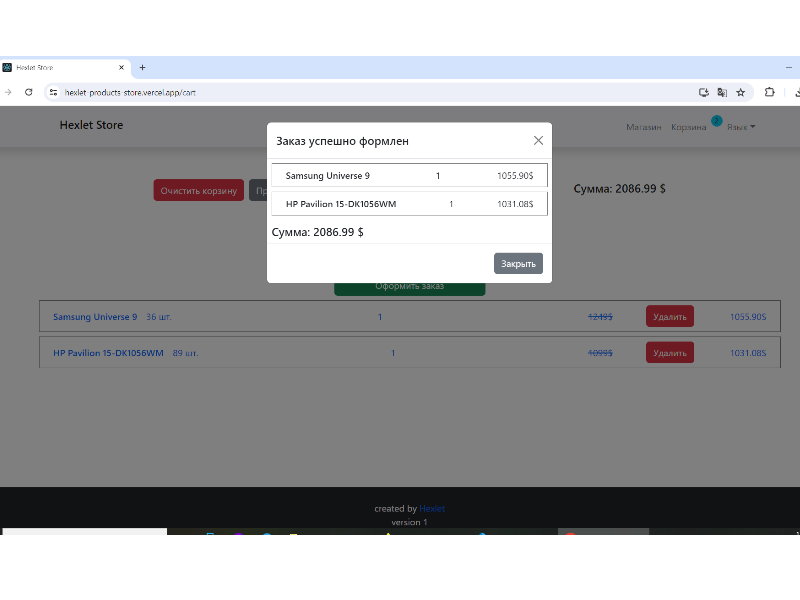 Hexlet Store
hexlet-products-store.vercel.app/cart
Hexlet Store
Магазин Корзина 2 Язык
Заказ успешно формлен
Samsung Universe 9 1 1055.90$
HP Pavilion 15-DK1056WM 1 1031.08$
Сумма: 2086.99 $
Закрыть
Очистить корзину
Сумма: 2086.99 $
Оформить заказ
Samsung Universe 9 36 шт. 1 1249$ Удалить 1055.90$
HP Pavilion 15-DK1056WM 89 шт. 1 1099$ Удалить 1031.08$
created by Hexlet
version 1